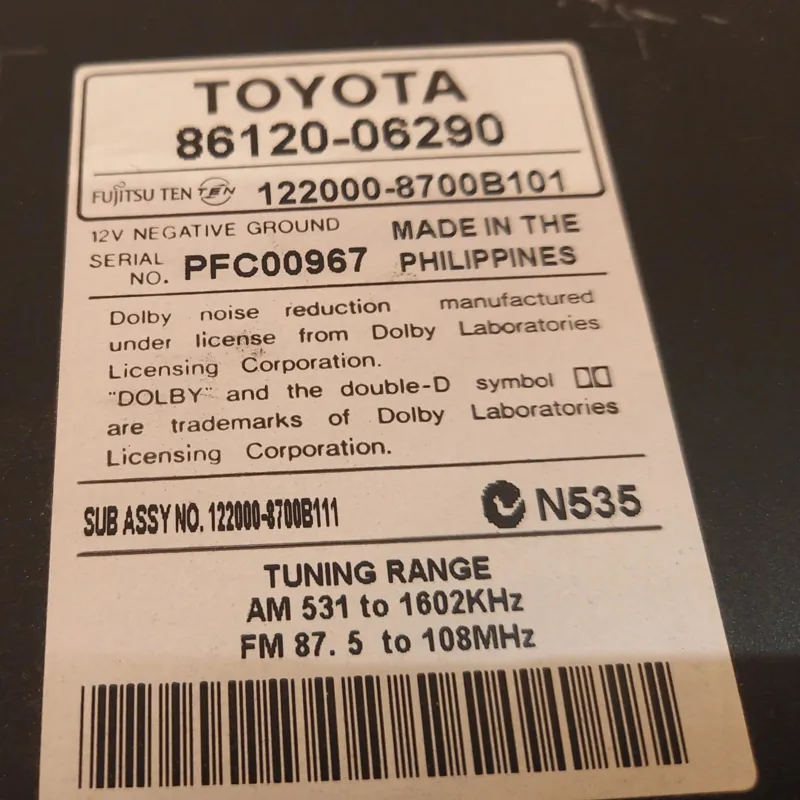 TOYOTA
86120-06290
FUJITSU TEN TEN 122000-8700B101
12V NEGATIVE GROUND MADE IN THE
SERIAL NO. PFC00967 PHILIPPINES
Dolby noise reduction manufactured
under license from Dolby Laboratories
Licensing Corporation.
"DOLBY" and the double-D symbol
are trademarks of Dolby Laboratories
Licensing Corporation.
SUB ASSY NO. 122000-8700B111 N535
TUNING RANGE
AM 531 to 1602KHz
FM 87. 5 to 108MHz